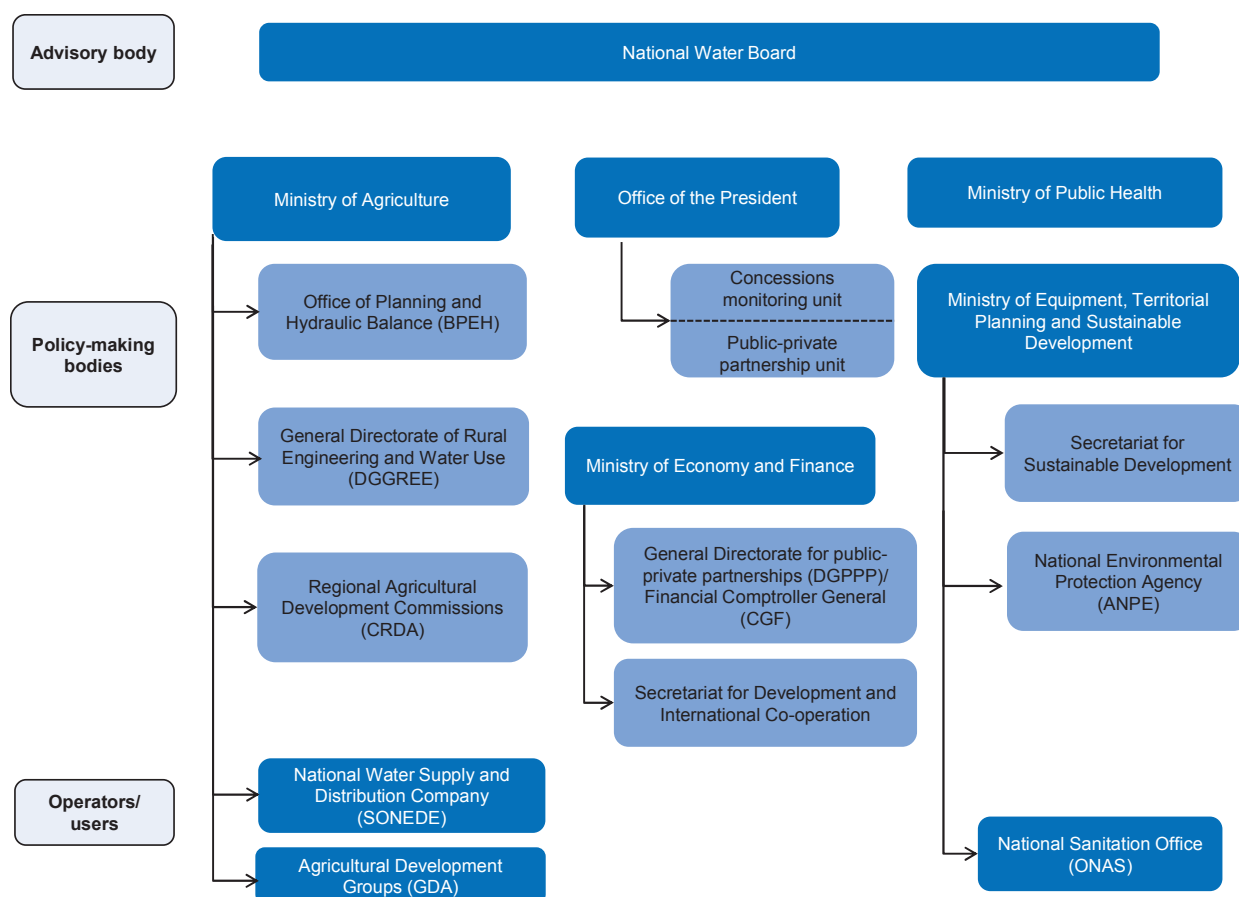 Advisory body
National Water Board
Policy-making
bodies
Ministry of Agriculture
Office of Planning and
Hydraulic Balance (BPEH)
General Directorate of Rural
Engineering and Water Use
(DGGREE)
Regional Agricultural
Development Commissions
(CRDA)
Office of the President
Concessions
monitoring unit
Public-private
partnership unit
Ministry of Economy and Finance
General Directorate for public-
private partnerships (DGPPP)/
Financial Comptroller General
(CGF)
Secretariat for Development and
International Co-operation
Ministry of Public Health
Ministry of Equipment, Territorial
Planning and Sustainable
Development
Secretariat for
Sustainable Development
National Environmental
Protection Agency
(ANPE)
Operators/
users
National Water Supply and
Distribution Company
(SONEDE)
Agricultural Development
Groups (GDA)
National Sanitation Office
(ONAS)